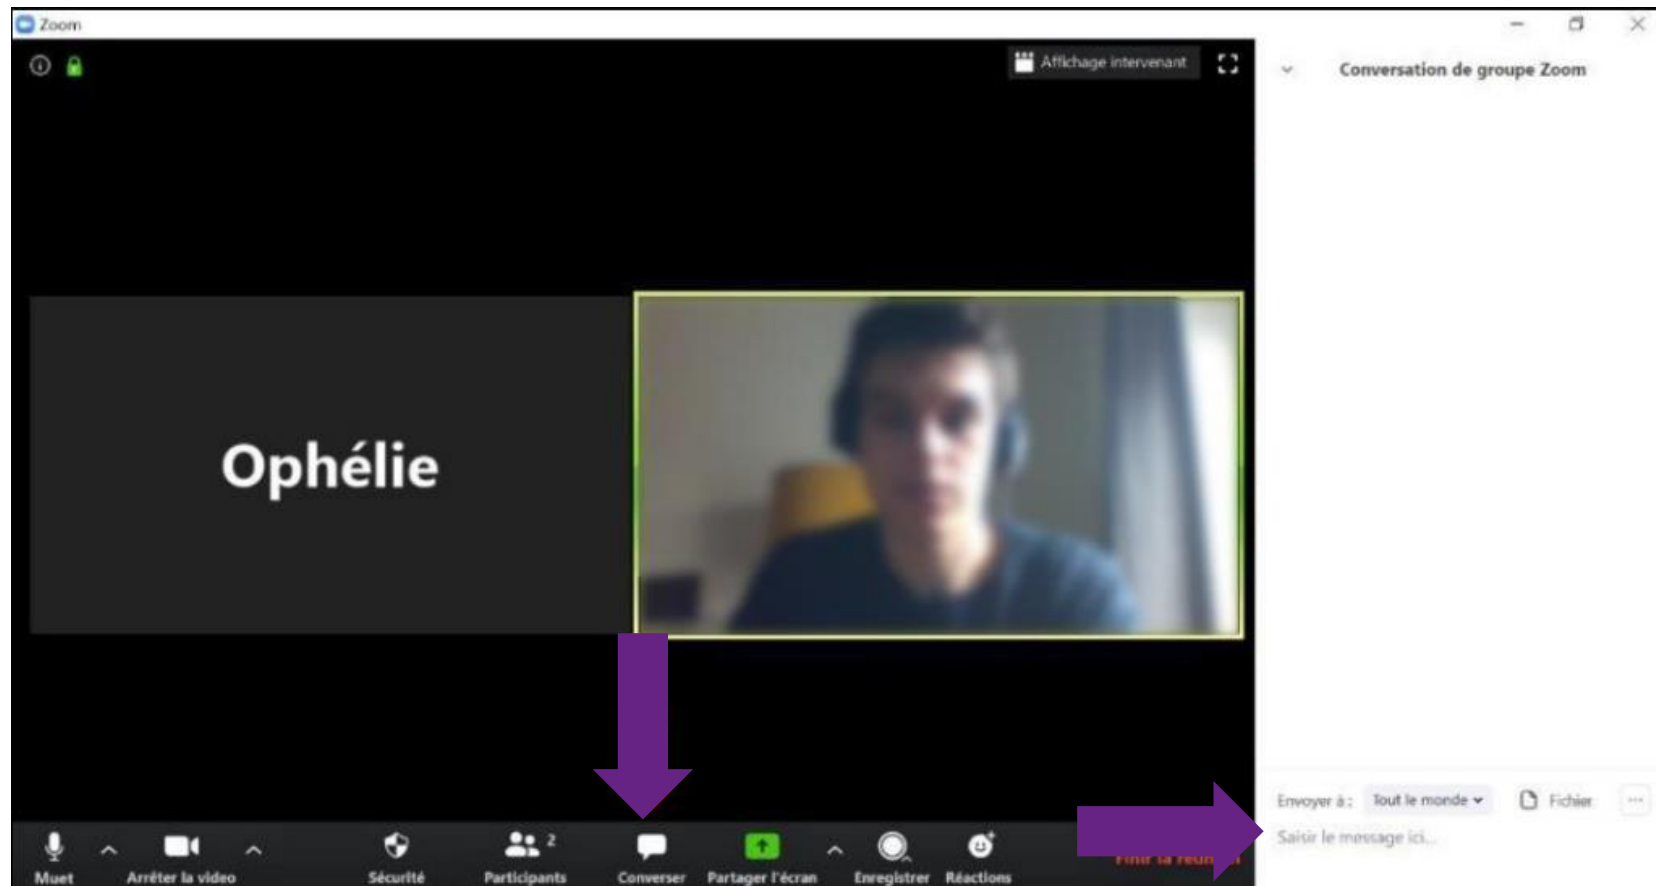 Zoom
Affichage intervenant
Conversation de groupe Zoom
Ophélie
Envoyer à : Tout le monde Fichier ...
Saisir le message ici...
2
Muet Arrêter la video Sécurité Participants Converser Partager l'écran Enregistrer Réactions